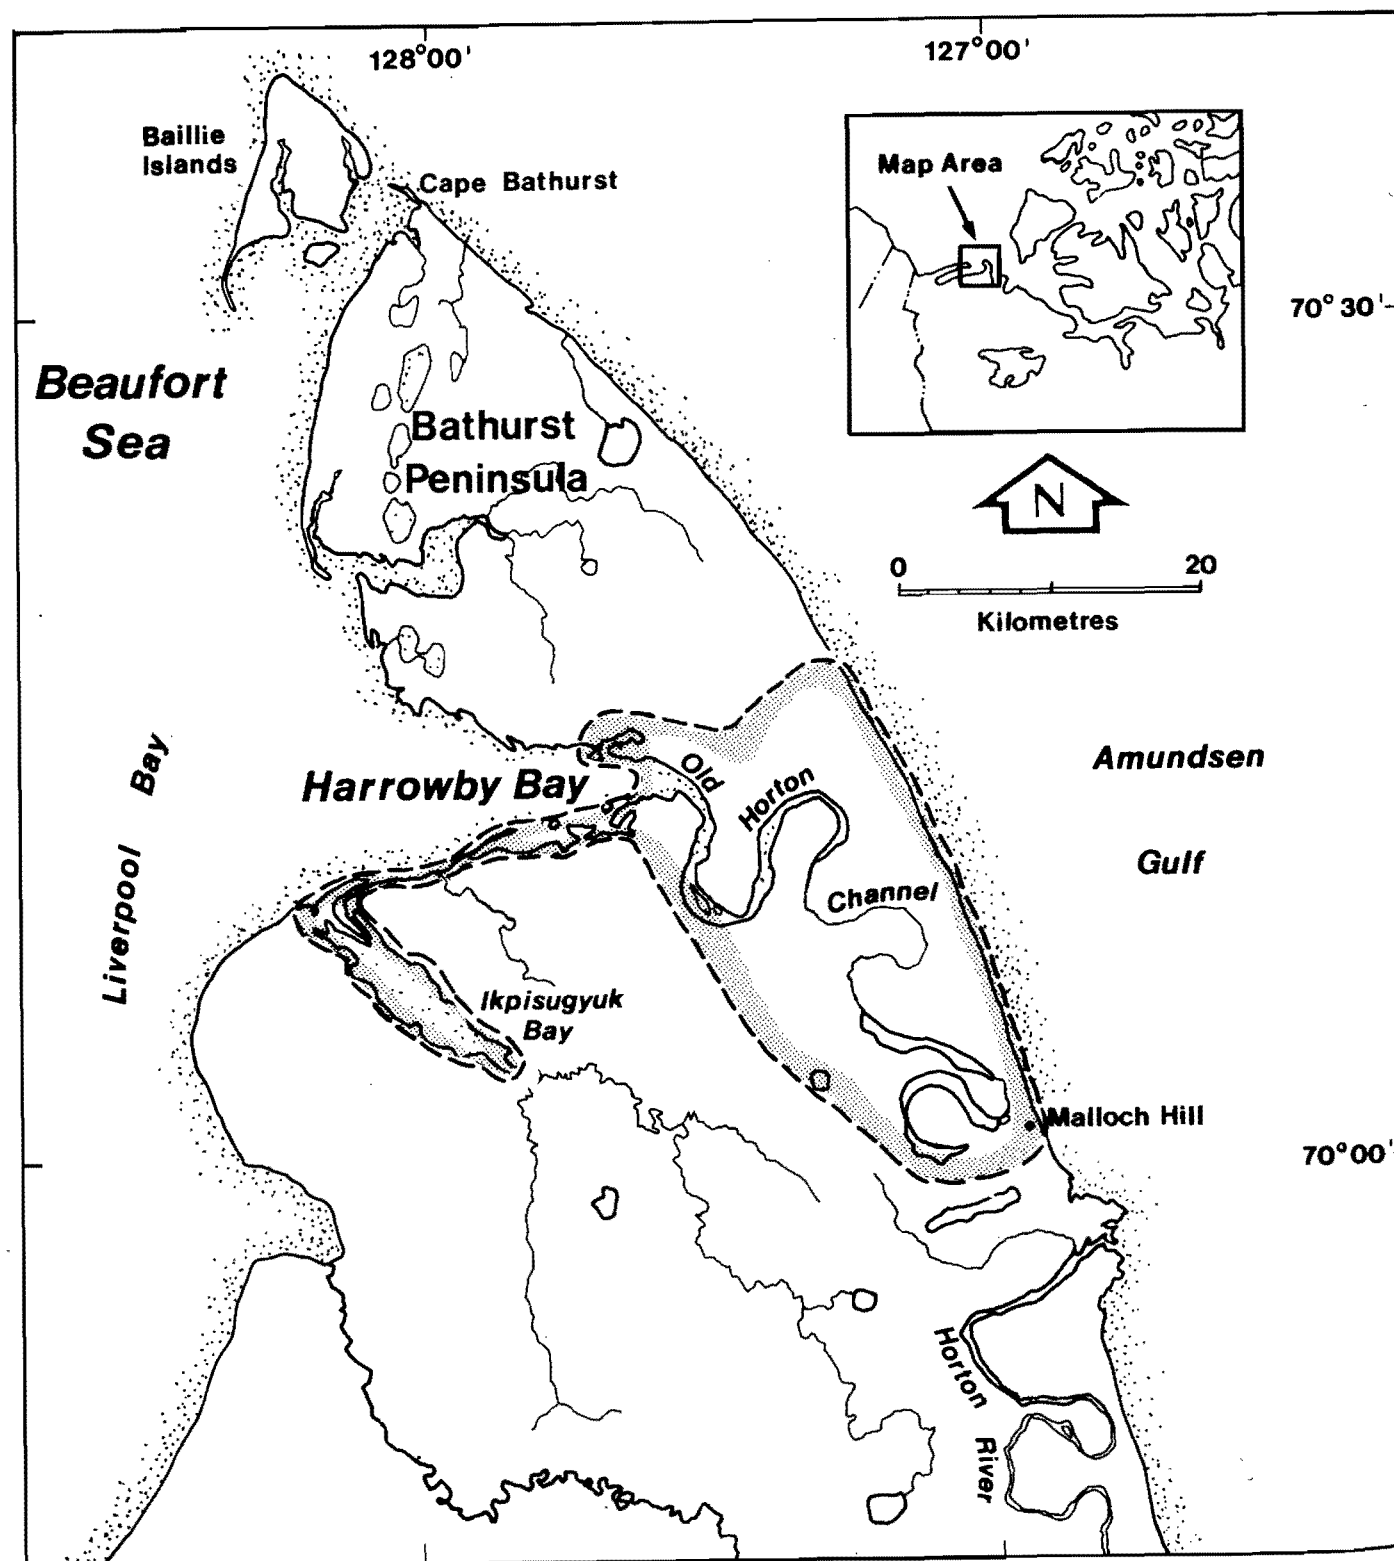 128°00'
127°00'
Baillie
Islands
Cape Bathurst
Map Area
70°30'
Beaufort
Sea
Bathurst
Peninsula
N
0 20
Kilometres
Liverpool Bay
Harrowby Bay
Old Horton Channel
Amundsen
Gulf
Ikpisugyuk
Bay
Malloch Hill
70°00'
Horton River